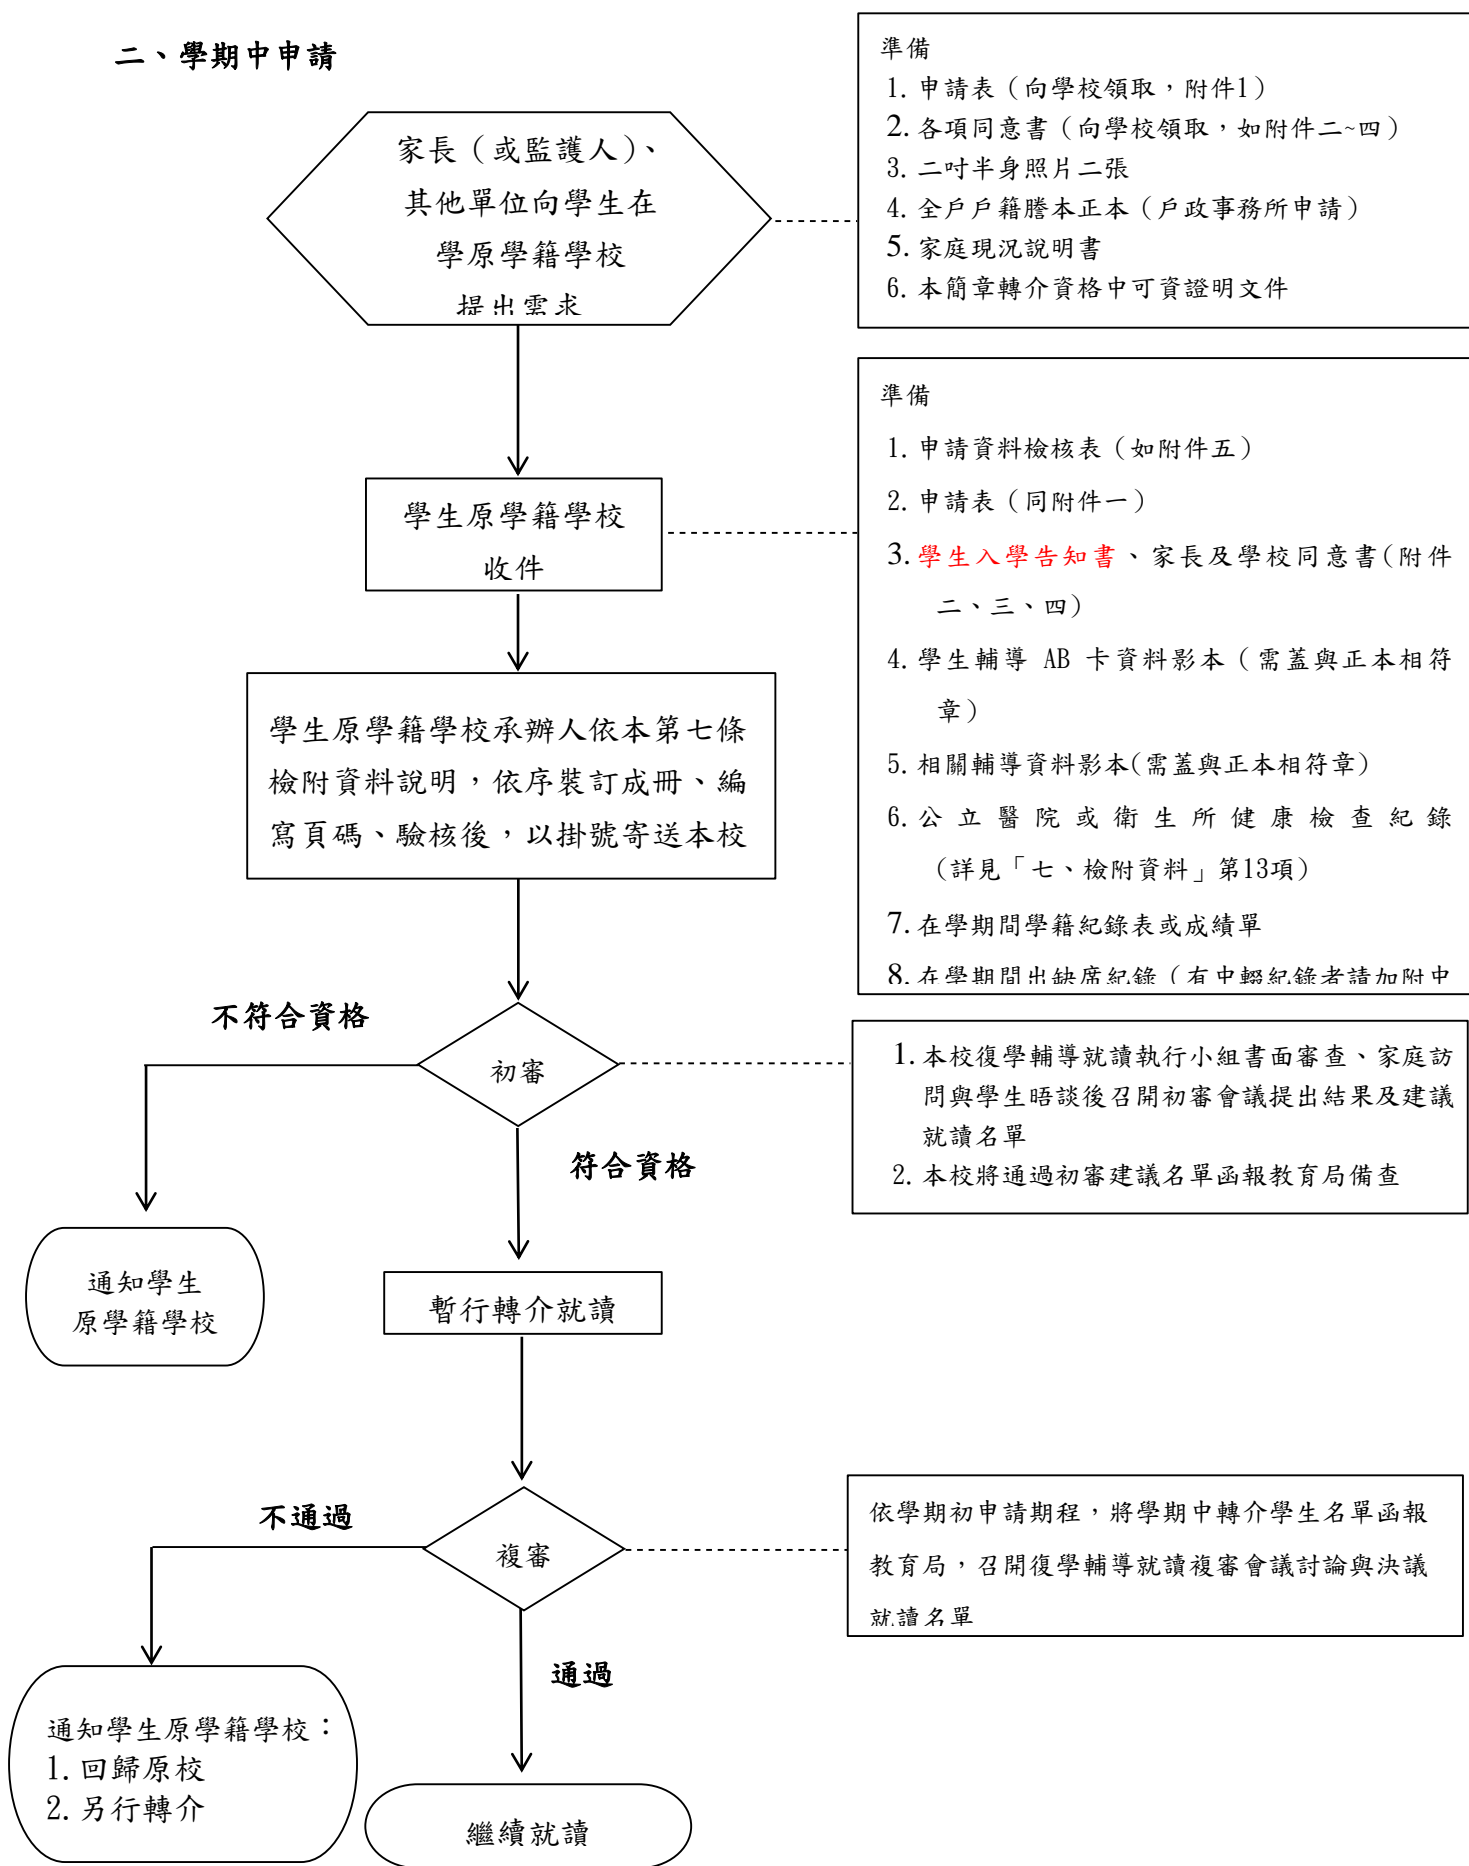 二、學期中申請
家長（或監護人）、
其他單位向學生在
學原學籍學校
提出需求
準備
1. 申請表（向學校領取，附件1）
2. 各項同意書（向學校領取，如附件二~四）
3. 二吋半身照片二張
4. 全戶戶籍謄本正本（戶政事務所申請）
5. 家庭現況說明書
6. 本簡章轉介資格中可資證明文件
學生原學籍學校
收件
準備
1. 申請資料檢核表（如附件五）
2. 申請表（同附件一）
3. 學生入學告知書、家長及學校同意書(附件
二、三、四）
4. 學生輔導 AB 卡資料影本（需蓋與正本相符
章）
5. 相關輔導資料影本(需蓋與正本相符章）
6. 公立醫院或衛生所健康檢查紀錄
(詳見「七、檢附資料」第13項）
7. 在學期間學籍紀錄表或成績單
8. 在學期間出缺席紀錄（有中輟紀錄者請加附中
學生原學籍學校承辦人依本第七條
檢附資料說明，依序裝訂成冊、編
寫頁碼、驗核後，以掛號寄送本校
不符合資格
初審
1. 本校復學輔導就讀執行小組書面審查、家庭訪
問與學生晤談後召開初審會議提出結果及建議
就讀名單
2. 本校將通過初審建議名單函報教育局備查
符合資格
通知學生
原學籍學校
暫行轉介就讀
不通過
複審
依學期初申請期程，將學期中轉介學生名單函報
教育局，召開復學輔導就讀複審會議討論與決議
就讀名單
通過
通知學生原學籍學校：
1. 回歸原校
2. 另行轉介
繼續就讀